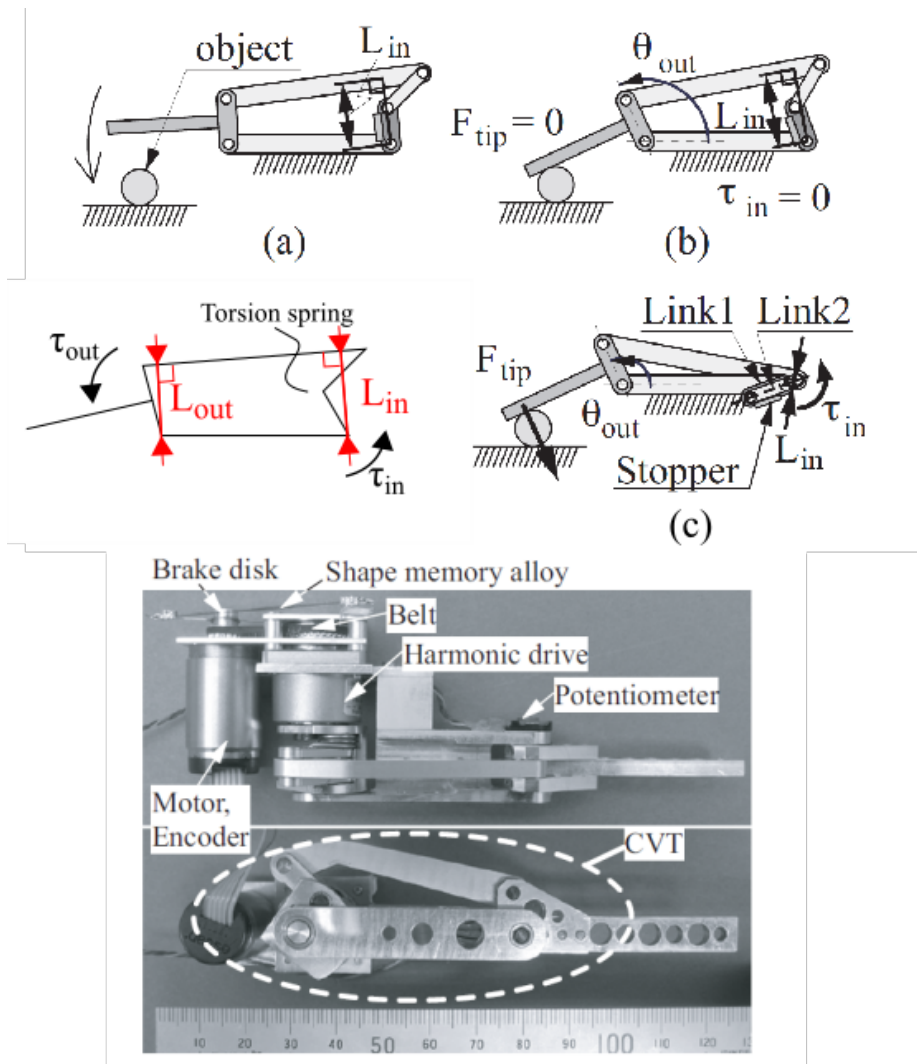 object
L in
(a)
θ out
F tip = 0
L in
τ in = 0
(b)
Torsion spring
τ out
L out
L in
τ in
Link1 Link2
F tip
θ out
τ in
L in
Stopper
(c)
Brake disk
Shape memory alloy
Belt
Harmonic drive
Potentiometer
Motor,
Encoder
CVT
10 20 30 40 50 60 70 80 90 100 110 120